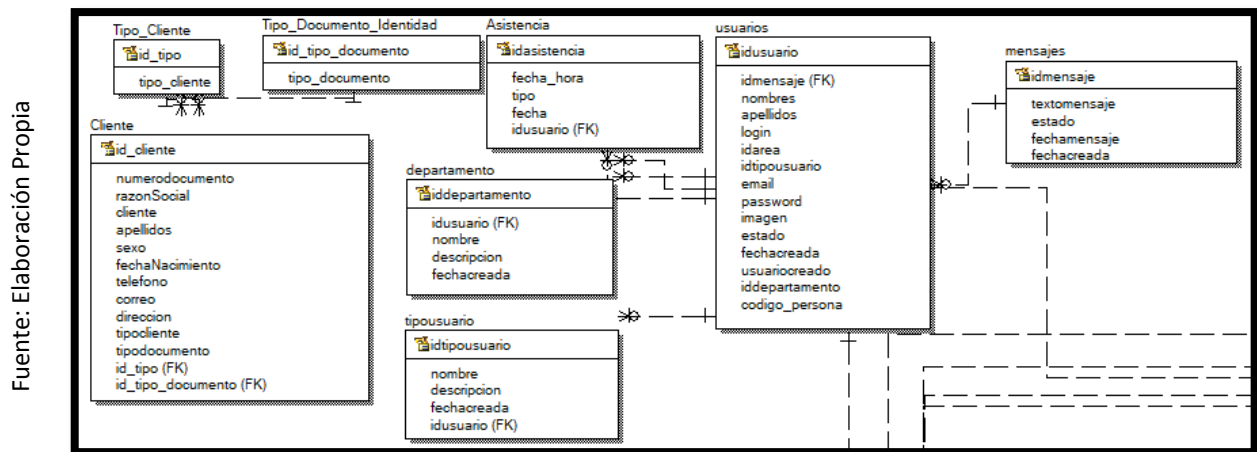 Fuente: Elaboración Propia
Tipo_Cliente
id_tipo
tipo_cliente
Tipo_Documento_Identidad
id_tipo_documento
tipo_documento
Asistencia
idasistencia
fecha_hora
tipo
fecha
idusuario (FK)
usuarios
idusuario
idmensaje (FK)
nombres
apellidos
login
idarea
idtipousuario
email
password
imagen
estado
fechacreada
usuariocreado
iddepartamento
codigo_persona
mensajes
idmensaje
textomensaje
estado
fechamensaje
fechacreada
Cliente
id_cliente
numerodocumento
razonSocial
cliente
apellidos
sexo
fechaNacimiento
telefono
correo
direccion
tipocliente
tipodocumento
id_tipo (FK)
id_tipo_documento (FK)
departamento
iddepartamento
idusuario (FK)
nombre
descripcion
fechacreada
tipousuario
idtipousuario
nombre
descripcion
fechacreada
idusuario (FK)